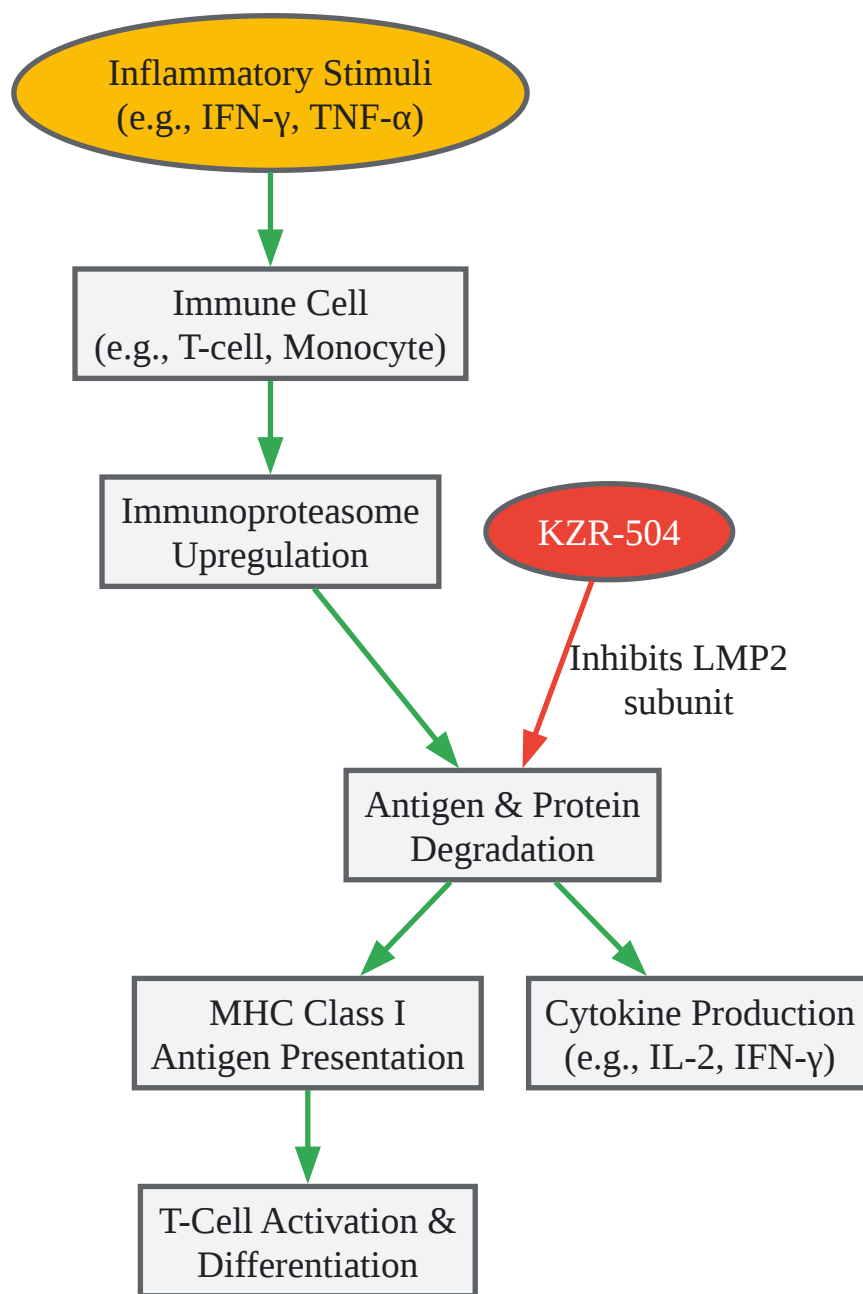 Inflammatory Stimuli
(e.g., IFN-γ, TNF-α)
Immune Cell
(e.g., T-cell, Monocyte)
Immunoproteasome
Upregulation
KZR-504
Inhibits LMP2
subunit
Antigen & Protein
Degradation
MHC Class I
Antigen Presentation
Cytokine Production
(e.g., IL-2, IFN-γ)
T-Cell Activation &
Differentiation